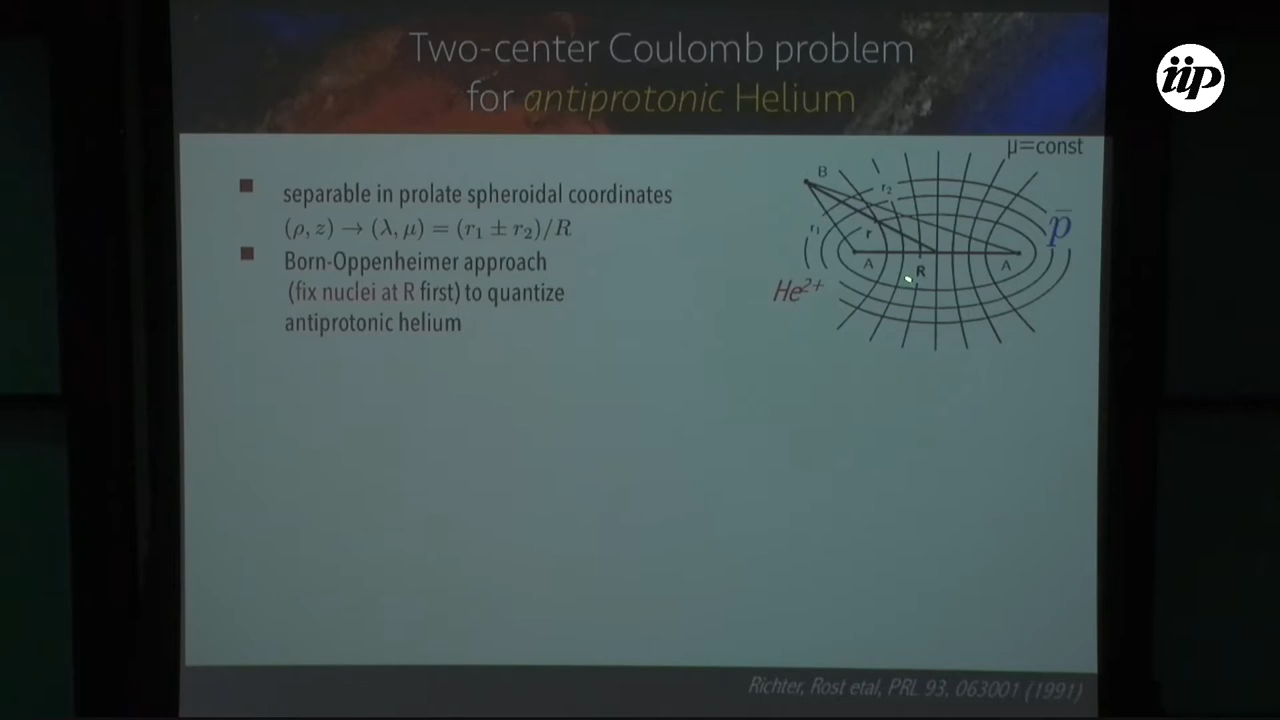 Two-center Coulomb problem
for antiprotonic Helium
iip
μ=const
separable in prolate spheroidal coordinates
(ρ, z) → (λ, μ) = (r₁ ± r₂)/R
Born-Oppenheimer approach
(fix nuclei at R first) to quantize
antiprotonic helium
B
r₂
r₁
r
p̄
A
R
A
He²⁺
Richter, Rost etal, PRL 93, 063001 (1991)